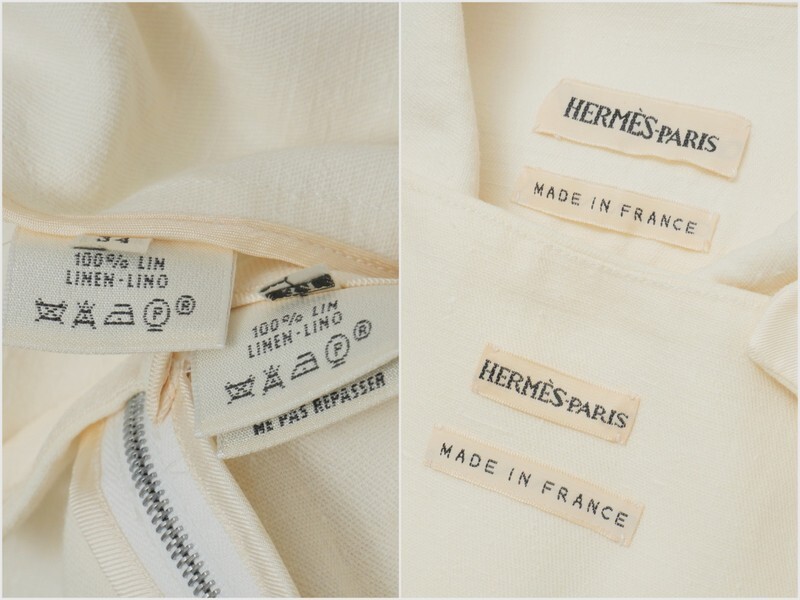 34
100% LIN
LINEN-LINO
P R
100% LIN
LINEN-LINO
P R
NE PAS REPASSER
HERMÈS-PARIS
MADE IN FRANCE
HERMÈS-PARIS
MADE IN FRANCE